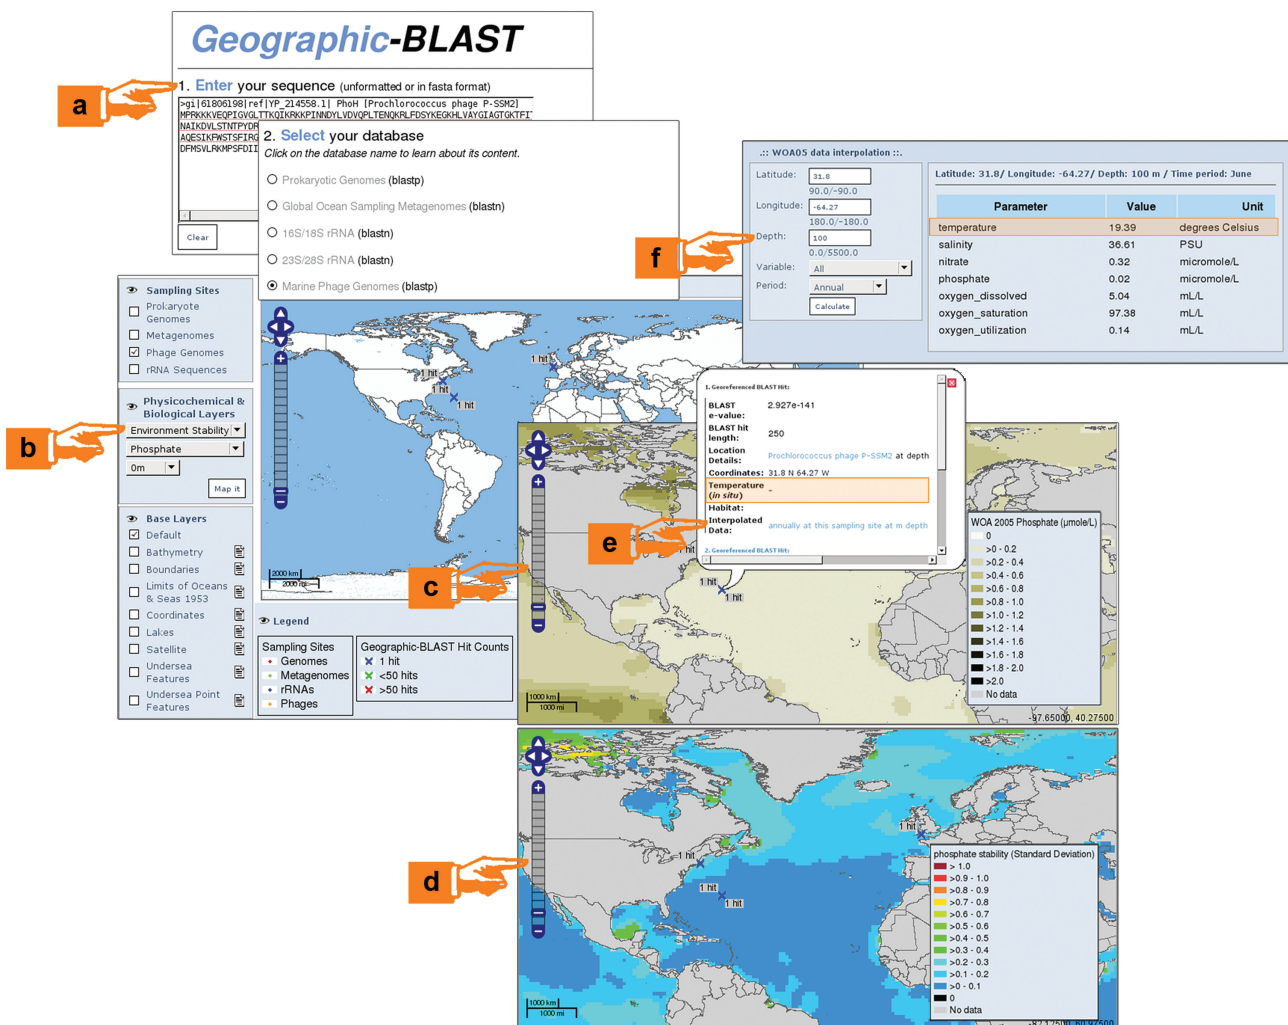 Geographic-BLAST
a
1. Enter your sequence (unformatted or in fasta format)
>gi|61806198|ref|YP_214558.1| PhoH [Prochlorococcus phage P-SSM2]
MPRKKKVEQPIGVGLTTKQIKRKKPINNDYLVDVQPLTENQKRLFDSYKEGKHLVAYGIAGTGKTFI
NAIKDVLSTNTPYDR
AQESIKFWSTSFIRG
DFMSVLRKMPSFDII
Clear
2. Select your database
Click on the database name to learn about its content.
Prokaryotic Genomes (blastp)
Global Ocean Sampling Metagenomes (blastn)
16S/18S rRNA (blastn)
23S/28S rRNA (blastn)
Marine Phage Genomes (blastp)
f
.:: WOA05 data interpolation ::.
Latitude: 31.8
90.0/-90.0
Longitude: -64.27
180.0/-180.0
Depth: 100
0.0/5500.0
Variable: All
Period: Annual
Calculate
Latitude: 31.8/ Longitude: -64.27/ Depth: 100 m / Time period: June
Parameter Value Unit
temperature 19.39 degrees Celsius
salinity 36.61 PSU
nitrate 0.32 micromole/L
phosphate 0.02 micromole/L
oxygen_dissolved 5.04 mL/L
oxygen_saturation 97.38 mL/L
oxygen_utilization 0.14 mL/L
b
Sampling Sites
Prokaryote
Genomes
Metagenomes
Phage Genomes
rRNA Sequences
Physicochemical &
Biological Layers
Environment Stability
Phosphate
0m
Map it
Base Layers
Default
Bathymetry
Boundaries
Limits of Oceans
& Seas 1953
Coordinates
Lakes
Satellite
Undersea
Features
Undersea Point
Features
1 hit
1 hit
1 hit
1 hit
2000 km
2000 mi
Legend
Sampling Sites
Genomes
Metagenomes
rRNAs
Phages
Geographic-BLAST Hit Counts
1 hit
<50 hits
>50 hits
c
e
1. Georeferenced BLAST Hit:
BLAST
e-value: 2.927e-141
BLAST hit
length: 250
Location
Details: Prochlorococcus phage P-SSM2 at depth
Coordinates: 31.8 N 64.27 W
Temperature
(in situ) -
Habitat:
Interpolated
Data: annually at this sampling site at m depth
2. Georeferenced BLAST Hit:
hit
1 hit
1 hit
1000 km
1000 mi
WOA 2005 Phosphate (µmole/L)
0
>0 - 0.2
>0.2 - 0.4
>0.4 - 0.6
>0.6 - 0.8
>0.8 - 1.0
>1.0 - 1.2
>1.2 - 1.4
>1.4 - 1.6
>1.6 - 1.8
>1.8 - 2.0
>2.0
No data
-97.65000, 40.27500
d
1 hit
1 hit
1 hit
1 hit
1000 km
1000 mi
phosphate stability (Standard Deviation)
> 1.0
>0.9 - 1.0
>0.8 - 0.9
>0.7 - 0.8
>0.6 - 0.7
>0.5 - 0.6
>0.4 - 0.5
>0.3 - 0.4
>0.2 - 0.3
>0.1 - 0.2
>0 - 0.1
0
No data